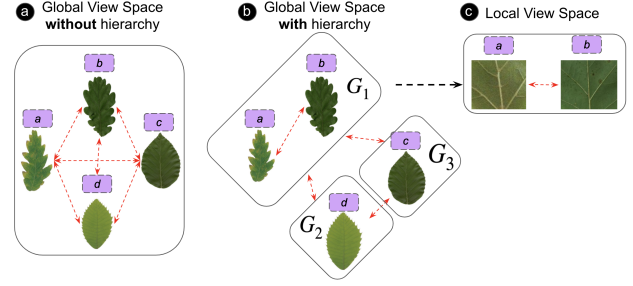 a Global View Space
without hierarchy
b
a
c
d
b Global View Space
with hierarchy
b
G1
a
c
G3
d
G2
c Local View Space
a
b